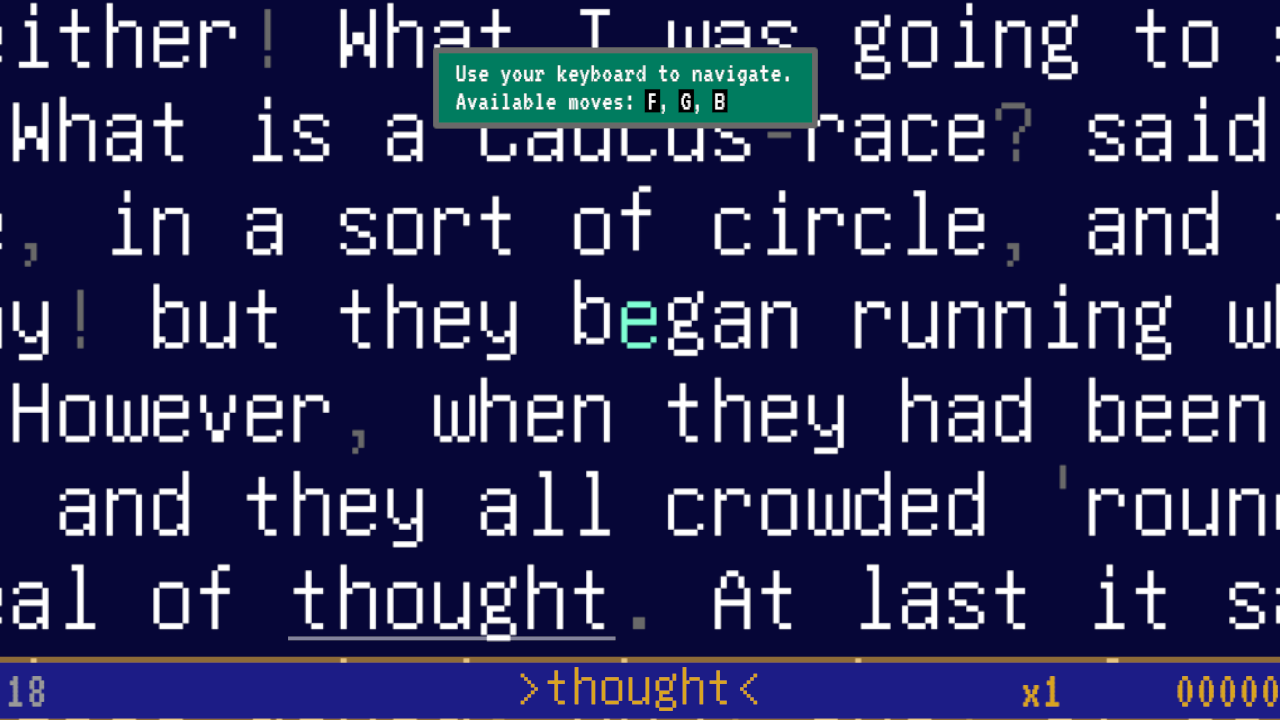 either! What I was going to s
Use your keyboard to navigate.
Available moves: F, G, B
What is a Caucus-race? said
, in a sort of circle, and
y! but they began running wh
However, when they had been
and they all crowded 'roun
eal of thought. At last it sa
18 >thought< x1 00000